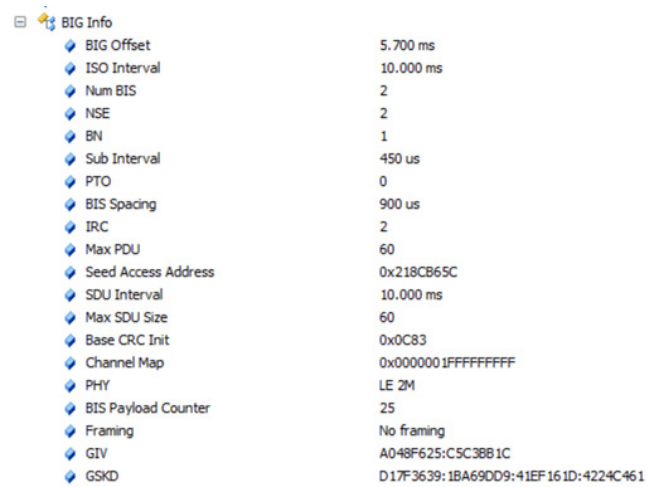 BIG Info
BIG Offset 5.700 ms
ISO Interval 10.000 ms
Num BIS 2
NSE 2
BN 1
Sub Interval 450 us
PTO 0
BIS Spacing 900 us
IRC 2
Max PDU 60
Seed Access Address 0x218CB65C
SDU Interval 10.000 ms
Max SDU Size 60
Base CRC Init 0x0C83
Channel Map 0x0000001FFFFFFFFF
PHY LE 2M
BIS Payload Counter 25
Framing No framing
GIV A048F625:C5C3BB1C
GSKD D17F3639:1BA69DD9:41EF161D:4224C461